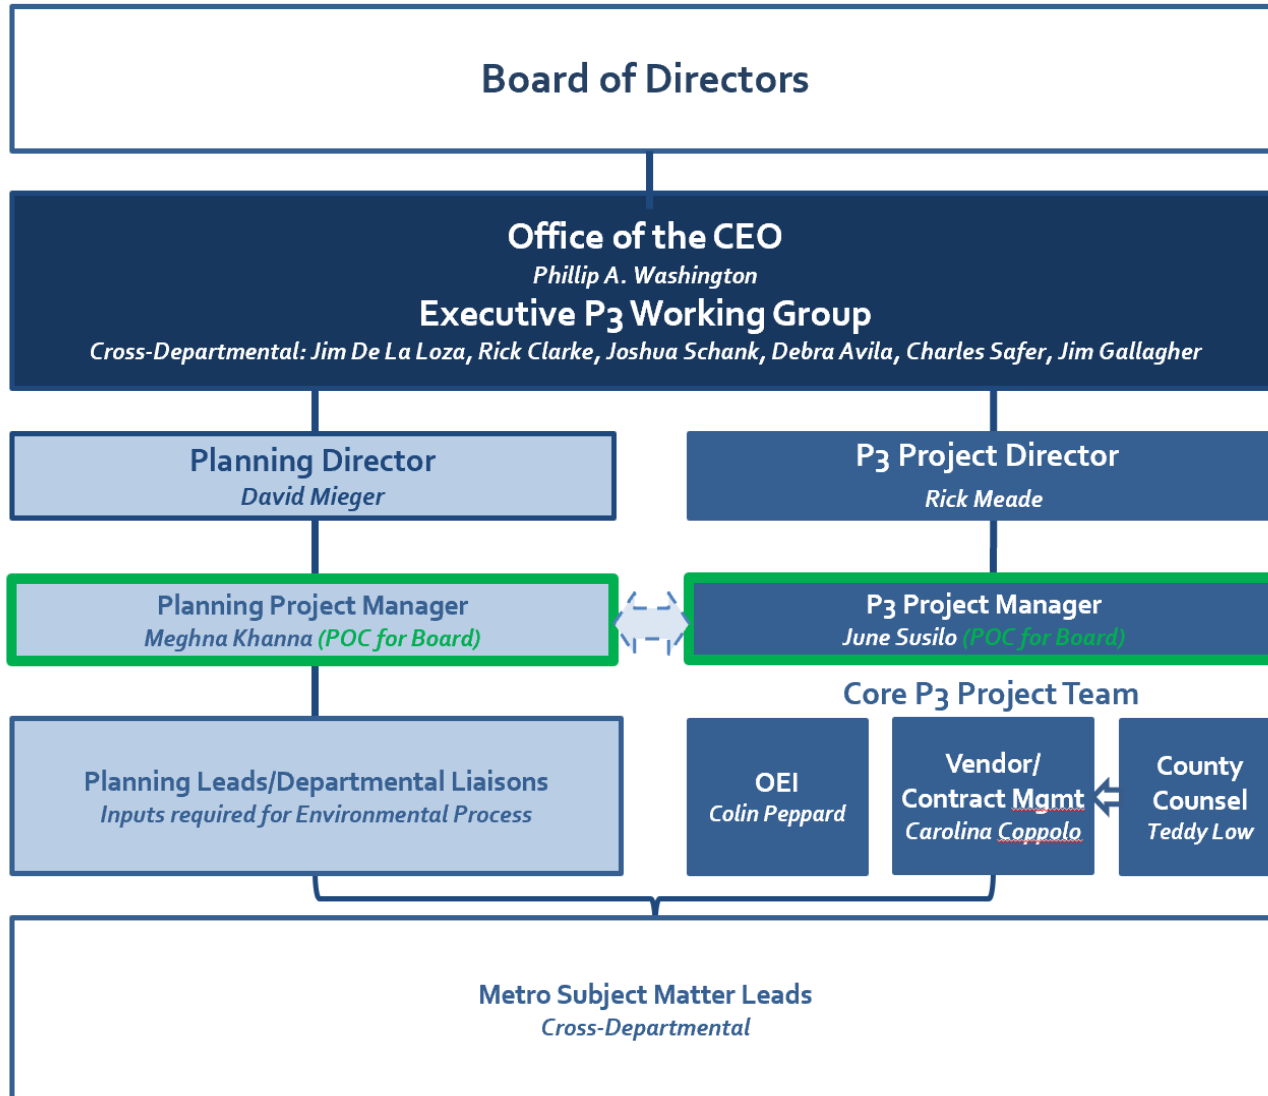 Board of Directors
Office of the CEO
Phillip A. Washington
Executive P3 Working Group
Cross-Departmental: Jim De La Loza, Rick Clarke, Joshua Schank, Debra Avila, Charles Safer, Jim Gallagher
Planning Director
David Mieger
P3 Project Director
Rick Meade
Planning Project Manager
Meghna Khanna (POC for Board)
P3 Project Manager
June Susilo (POC for Board)
Core P3 Project Team
Planning Leads/Departmental Liaisons
Inputs required for Environmental Process
OEI
Colin Peppard
Vendor/
Contract Mgmt
Carolina Coppolo
County
Counsel
Teddy Low
Metro Subject Matter Leads
Cross-Departmental